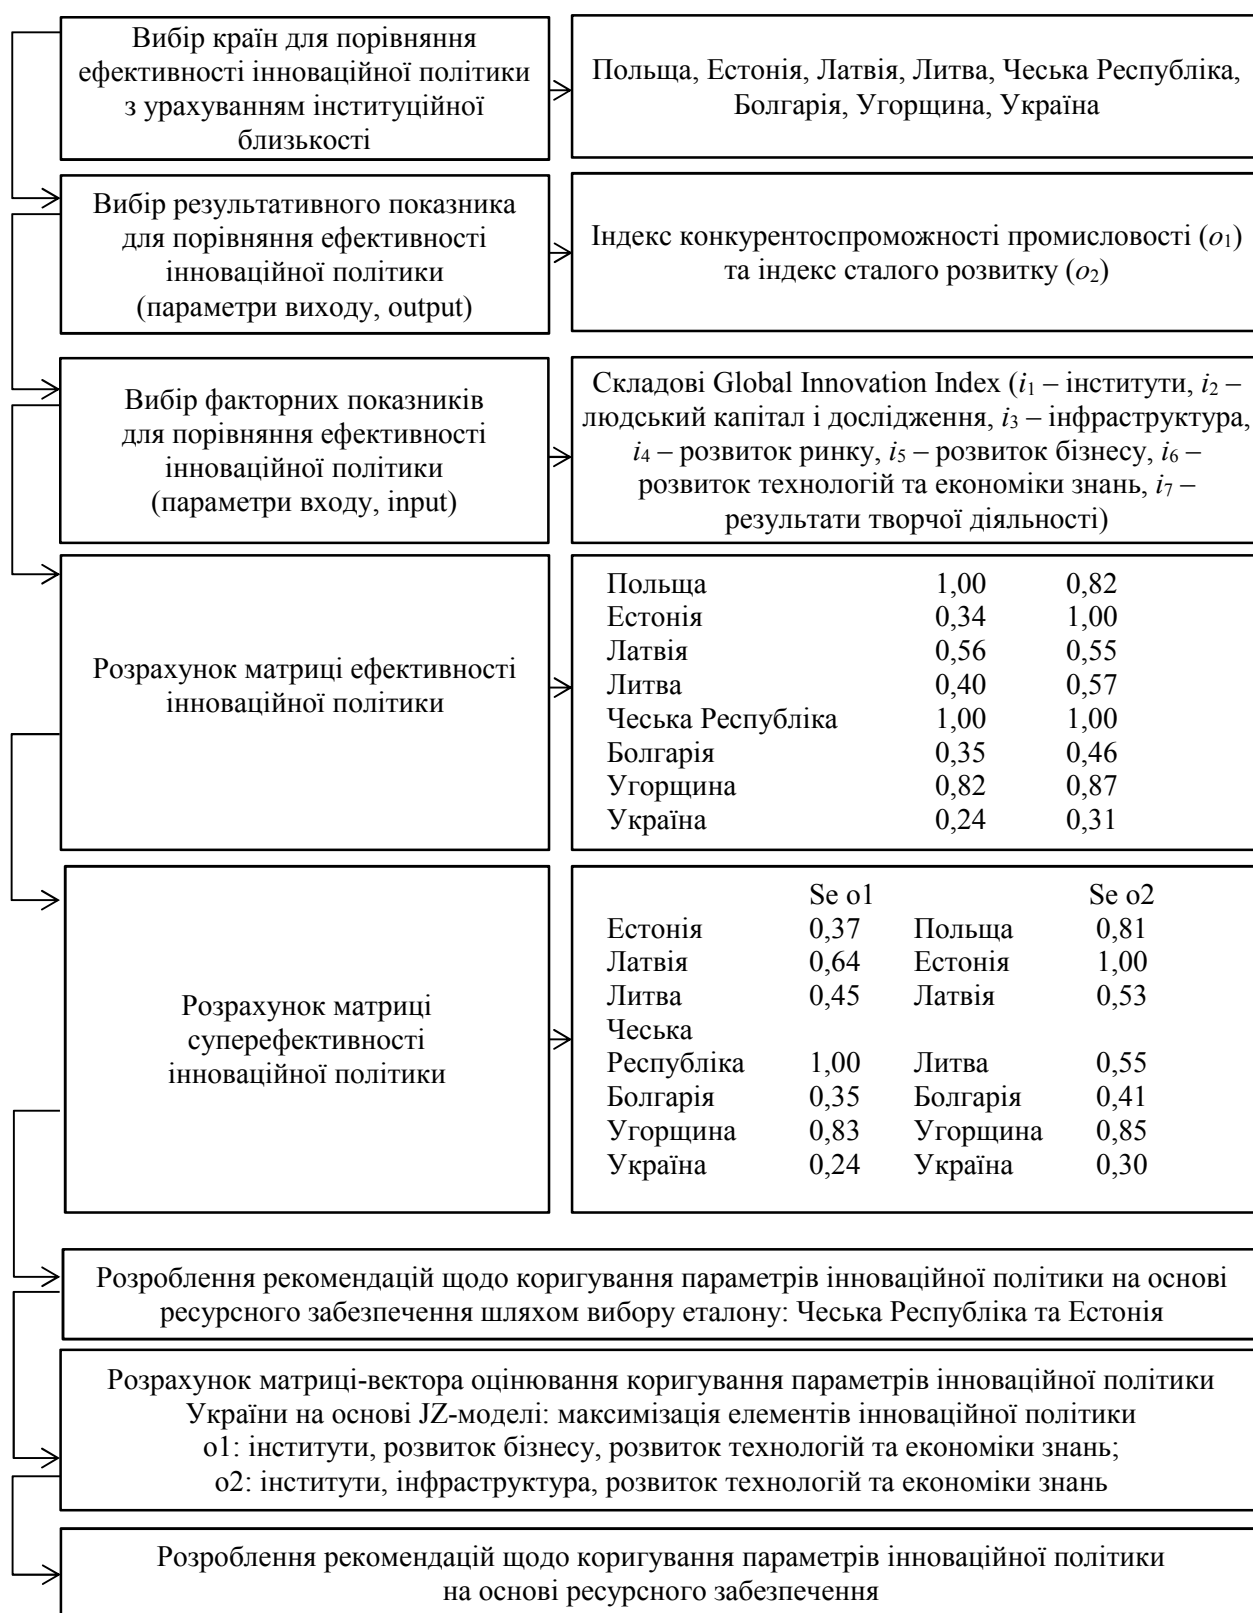 Вибір країн для порівняння
ефективності інноваційної політики
з урахуванням інституційної
близькості
Польща, Естонія, Латвія, Литва, Чеська Республіка,
Болгарія, Угорщина, Україна
Вибір результативного показника
для порівняння ефективності
інноваційної політики
(параметри виходу, output)
Індекс конкурентоспроможності промисловості (o1)
та індекс сталого розвитку (o2)
Вибір факторних показників
для порівняння ефективності
інноваційної політики
(параметри входу, input)
Складові Global Innovation Index (i1 – інститути, i2 –
людський капітал і дослідження, i3 – інфраструктура,
i4 – розвиток ринку, i5 – розвиток бізнесу, i6 –
розвиток технологій та економіки знань, i7 –
результати творчої діяльності)
Розрахунок матриці ефективності
інноваційної політики
Польща 1,00 0,82
Естонія 0,34 1,00
Латвія 0,56 0,55
Литва 0,40 0,57
Чеська Республіка 1,00 1,00
Болгарія 0,35 0,46
Угорщина 0,82 0,87
Україна 0,24 0,31
Розрахунок матриці
суперефективності
інноваційної політики
Se o1 Se o2
Естонія 0,37 Польща 0,81
Латвія 0,64 Естонія 1,00
Литва 0,45 Латвія 0,53
Чеська
Республіка 1,00 Литва 0,55
Болгарія 0,35 Болгарія 0,41
Угорщина 0,83 Угорщина 0,85
Україна 0,24 Україна 0,30
Розроблення рекомендацій щодо коригування параметрів інноваційної політики на основі
ресурсного забезпечення шляхом вибору еталону: Чеська Республіка та Естонія
Розрахунок матриці-вектора оцінювання коригування параметрів інноваційної політики
України на основі JZ-моделі: максимізація елементів інноваційної політики
o1: інститути, розвиток бізнесу, розвиток технологій та економіки знань;
o2: інститути, інфраструктура, розвиток технологій та економіки знань
Розроблення рекомендацій щодо коригування параметрів інноваційної політики
на основі ресурсного забезпечення